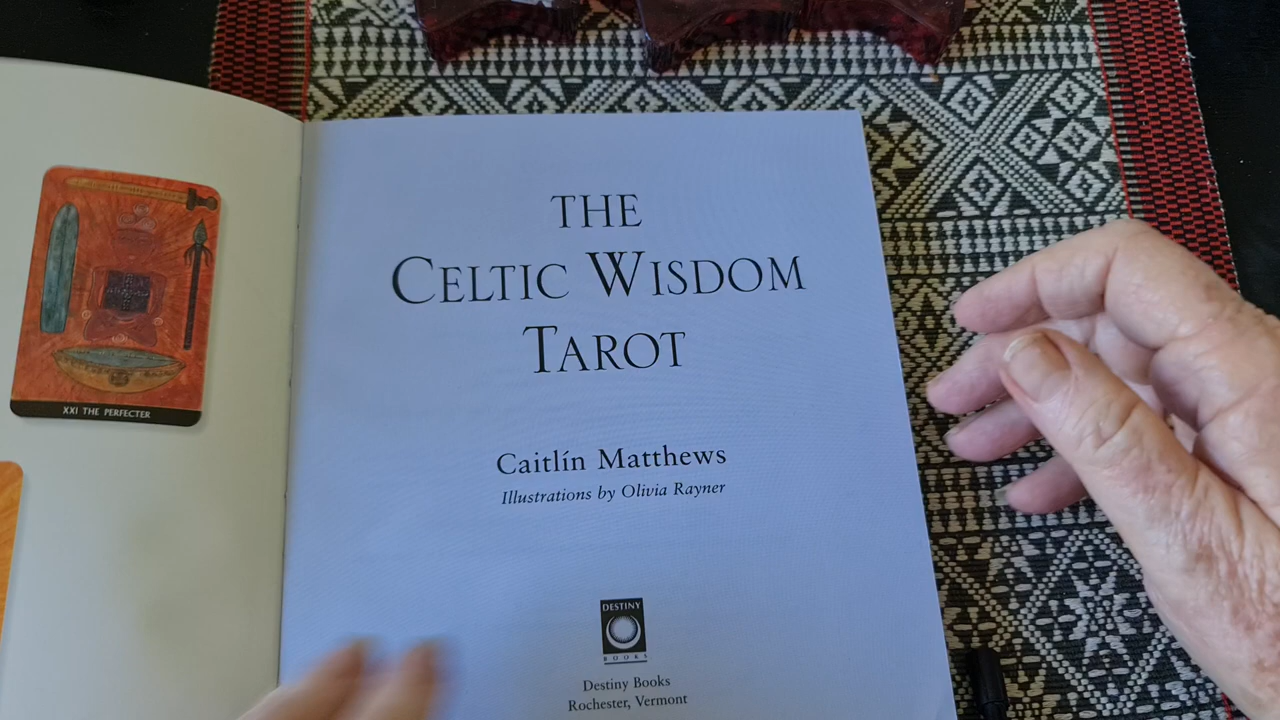 XXI THE PERFECTER
THE
CELTIC WISDOM
TAROT
Caitlín Matthews
Illustrations by Olivia Rayner
DESTINY
BOOKS
Destiny Books
Rochester, Vermont